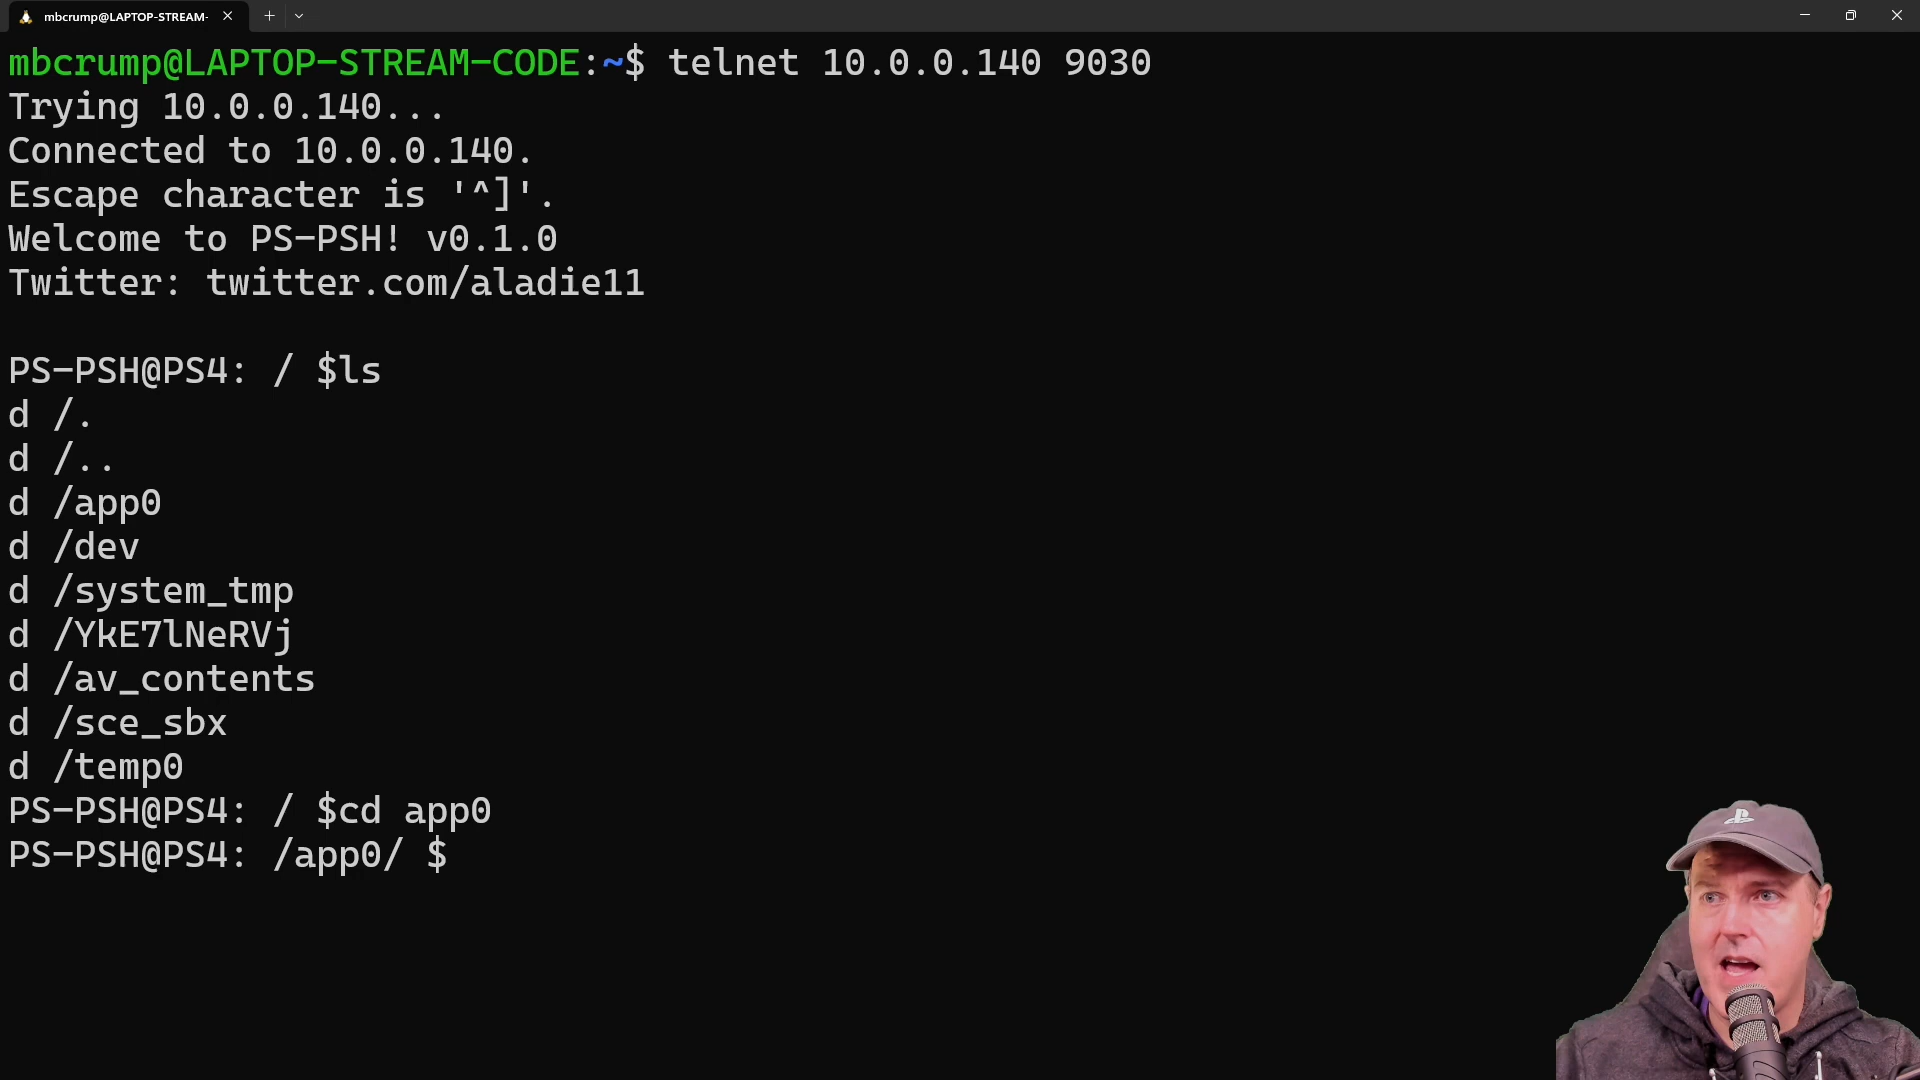 mbcrump@LAPTOP-STREAM-
mbcrump@LAPTOP-STREAM-CODE:~$ telnet 10.0.0.140 9030
Trying 10.0.0.140...
Connected to 10.0.0.140.
Escape character is '^]'.
Welcome to PS-PSH! v0.1.0
Twitter: twitter.com/aladie11
PS-PSH@PS4: / $ls
d /.
d /..
d /app0
d /dev
d /system_tmp
d /YkE7lNeRVj
d /av_contents
d /sce_sbx
d /temp0
PS-PSH@PS4: / $cd app0
PS-PSH@PS4: /app0/ $